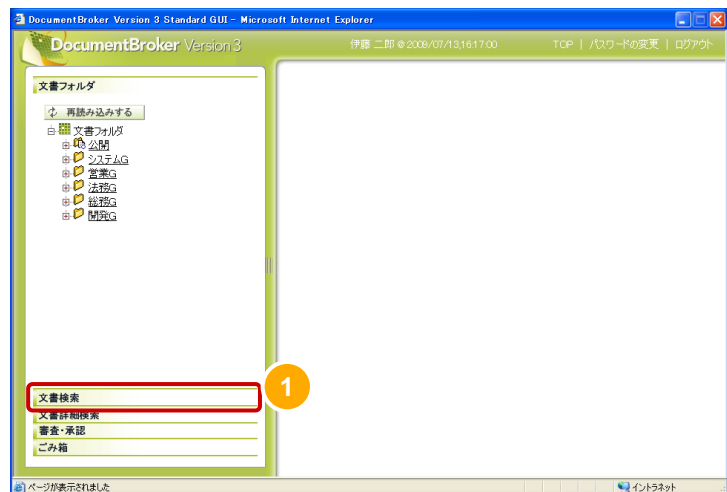 DocumentBroker Version 3 Standard GUI - Microsoft Internet Explorer
DocumentBroker Version 3
伊藤 二郎 @ 2009/07/13,16:17:00 TOP | パスワードの変更 | ログアウト
文書フォルダ
再読み込みする
文書フォルダ
公開
システムG
営業G
法務G
総務G
開発G
1
文書検索
文書詳細検索
審査・承認
ごみ箱
ページが表示されました
イントラネット